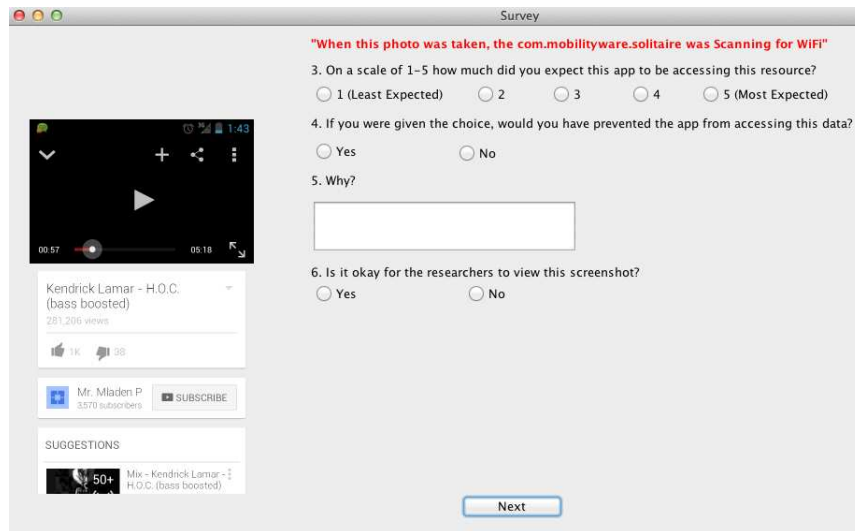 Survey
"When this photo was taken, the com.mobilityware.solitaire was Scanning for WiFi"
3. On a scale of 1-5 how much did you expect this app to be accessing this resource?
1 (Least Expected) 2 3 4 5 (Most Expected)
4. If you were given the choice, would you have prevented the app from accessing this data?
Yes No
5. Why?
6. Is it okay for the researchers to view this screenshot?
Yes No
Next
1:43
00:57 05:18
Kendrick Lamar - H.O.C.
(bass boosted)
281,206 views
1K 38
Mr. Mladen P
3,570 subscribers
SUBSCRIBE
SUGGESTIONS
50+
Mix - Kendrick Lamar -
H.O.C. (bass boosted)